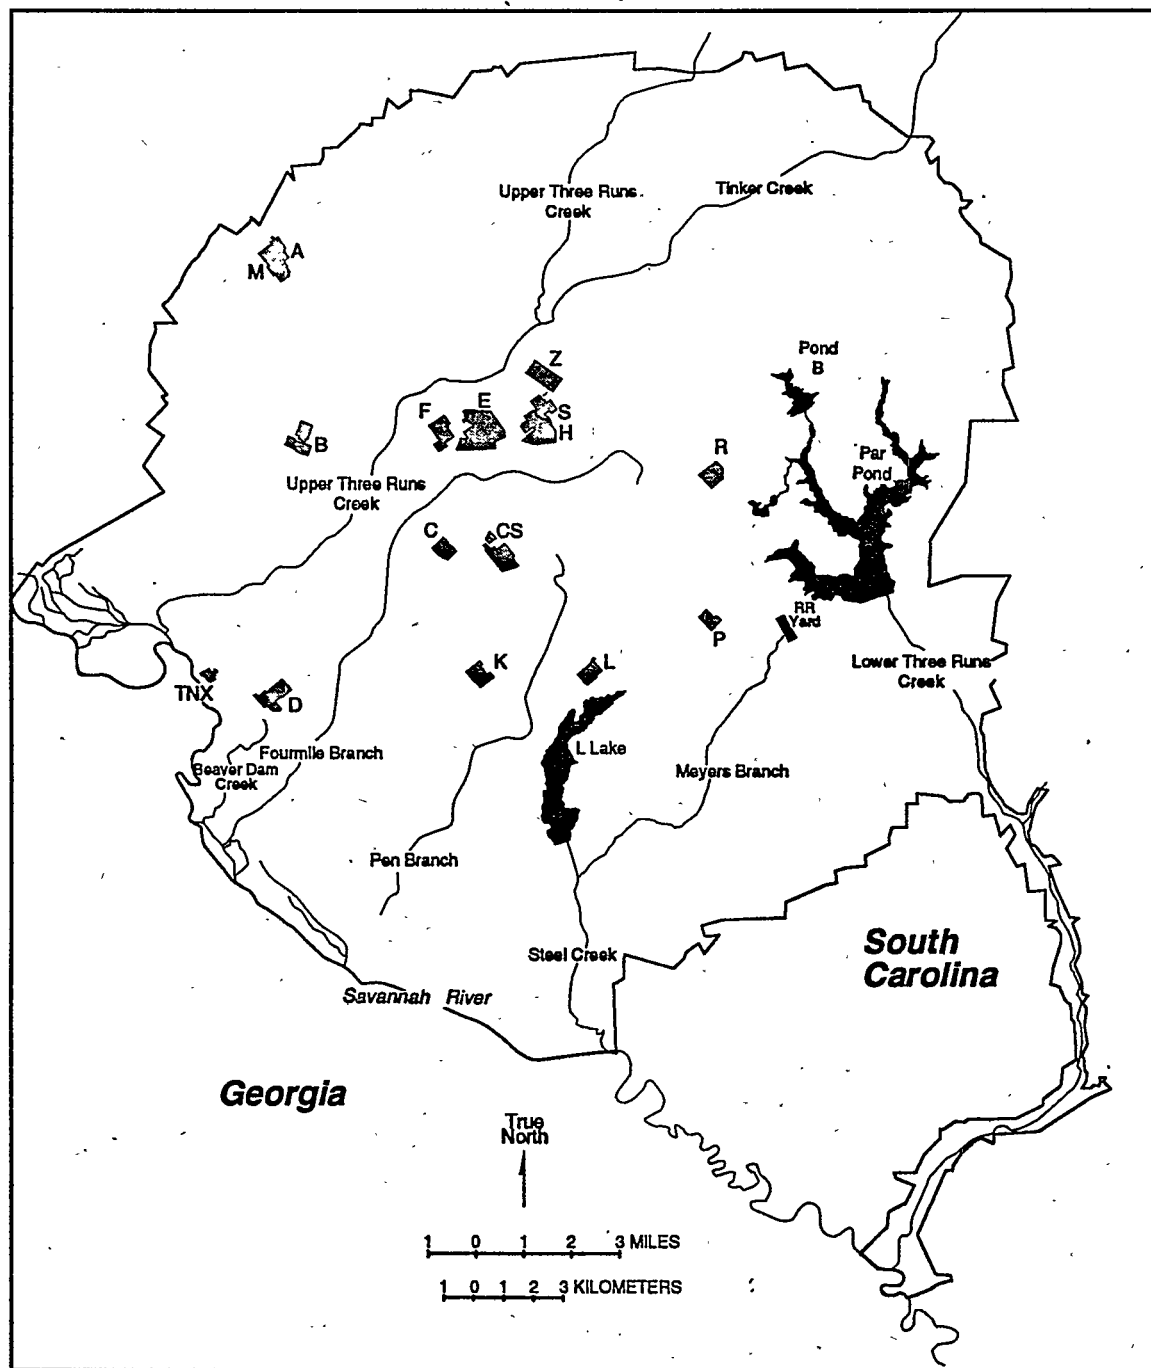 Upper Three Runs
Creek
Tinker Creek
A
M
Z
Pond
B
E
S
F
H
B
R
Par
Pond
Upper Three Runs
Creek
C
CS
RR
Yard
P
K
L
Lower Three Runs
Creek
TNX
D
Fourmile Branch
L Lake
Beaver Dam
Creek
Meyers Branch
Pen Branch
South
Carolina
Steel Creek
Savannah River
Georgia
True
North
1 0 1 2 3 MILES
1 0 1 2 3 KILOMETERS